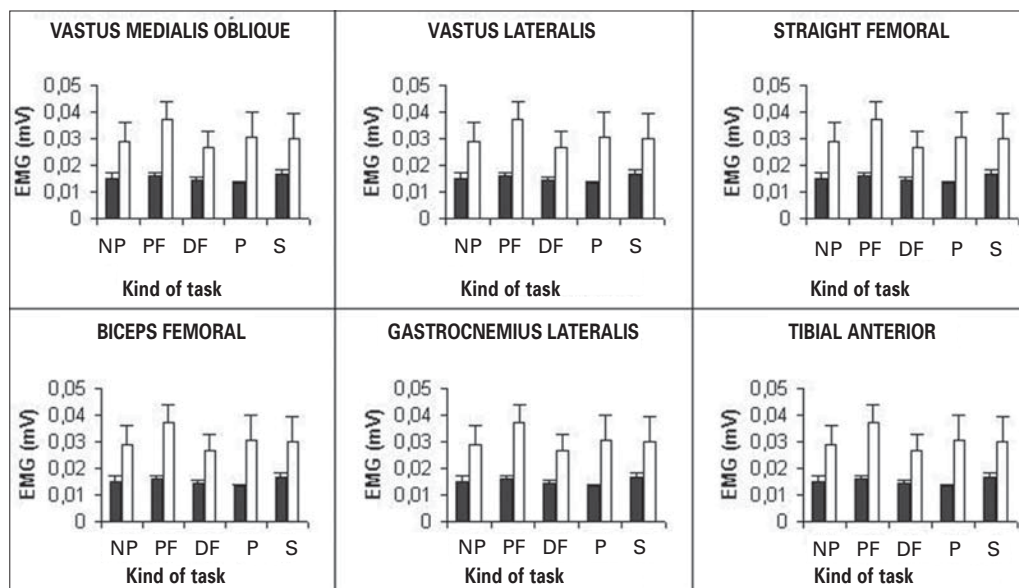 VASTUS MEDIALIS OBLIQUE
EMG (mV)
0,05
0,04
0,03
0,02
0,01
0
NP PF DF P S
Kind of task
VASTUS LATERALIS
EMG (mV)
0,05
0,04
0,03
0,02
0,01
0
NP PF DF P S
Kind of task
STRAIGHT FEMORAL
EMG (mV)
0,05
0,04
0,03
0,02
0,01
0
NP PF DF P S
Kind of task
BICEPS FEMORAL
EMG (mV)
0,05
0,04
0,03
0,02
0,01
0
NP PF DF P S
Kind of task
GASTROCNEMIUS LATERALIS
EMG (mV)
0,05
0,04
0,03
0,02
0,01
0
NP PF DF P S
Kind of task
TIBIAL ANTERIOR
EMG (mV)
0,05
0,04
0,03
0,02
0,01
0
NP PF DF P S
Kind of task